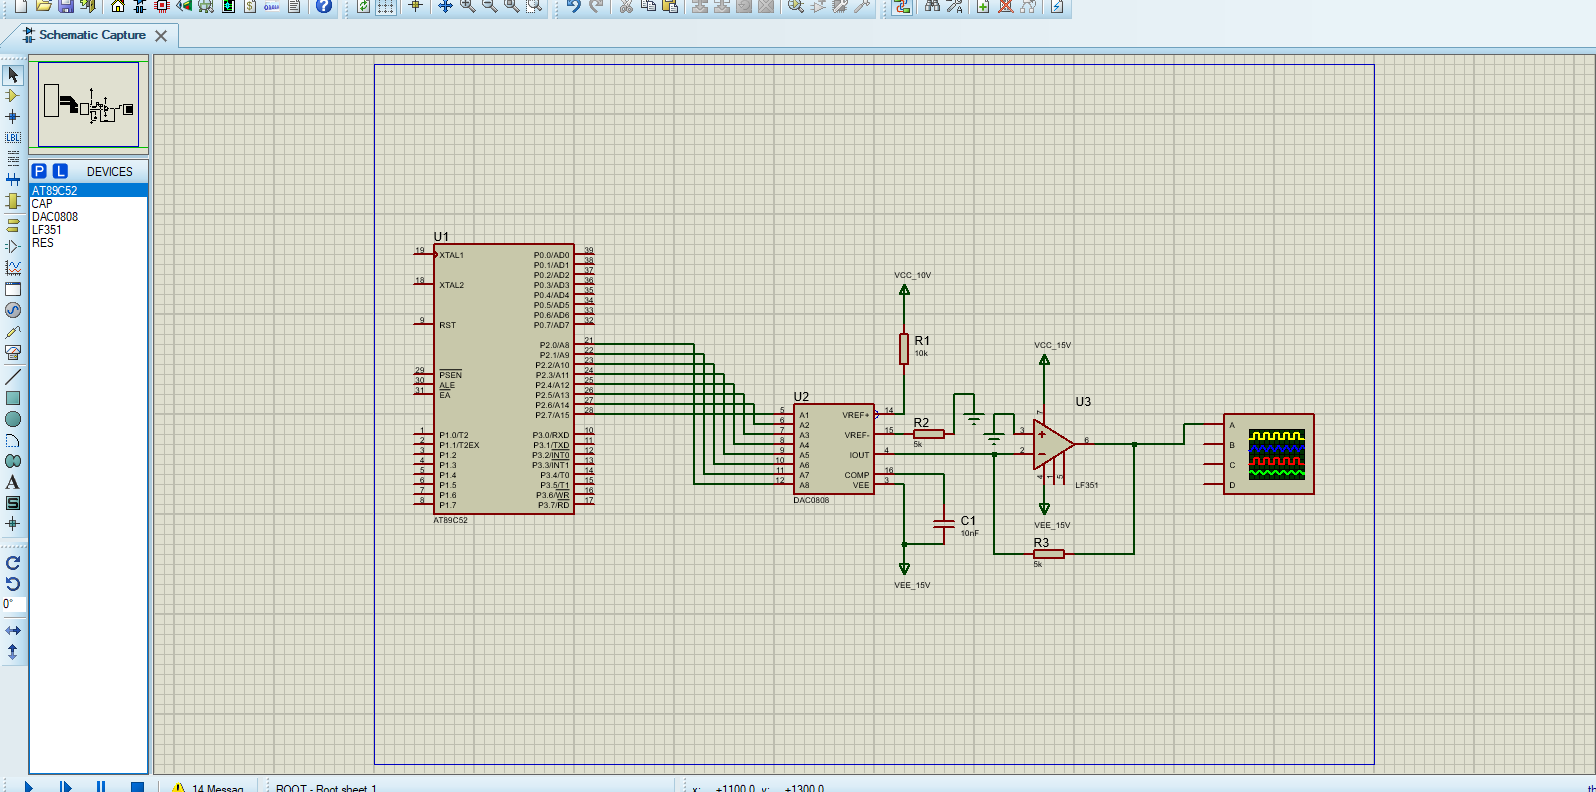 Schematic Capture
LBL
P L DEVICES
AT89C52
CAP
DAC0808
LF351
RES
0°
U1
19 XTAL1
18 XTAL2
9 RST
29 PSEN
30 ALE
31 EA
1 P1.0/T2
2 P1.1/T2EX
3 P1.2
4 P1.3
5 P1.4
6 P1.5
7 P1.6
8 P1.7
P0.0/AD0 39
P0.1/AD1 38
P0.2/AD2 37
P0.3/AD3 36
P0.4/AD4 35
P0.5/AD5 34
P0.6/AD6 33
P0.7/AD7 32
P2.0/A8 21
P2.1/A9 22
P2.2/A10 23
P2.3/A11 24
P2.4/A12 25
P2.5/A13 26
P2.6/A14 27
P2.7/A15 28
P3.0/RXD 10
P3.1/TXD 11
P3.2/INT0 12
P3.3/INT1 13
P3.4/T0 14
P3.5/T1 15
P3.6/WR 16
P3.7/RD 17
AT89C52
U2
5 A1
6 A2
7 A3
8 A4
9 A5
10 A6
11 A7
12 A8
VREF+ 14
VREF- 15
IOUT 4
COMP 16
VEE 3
DAC0808
VCC_10V
R1
10k
R2
5k
C1
10nF
VEE_15V
VCC_15V
U3
7
3
2
6
4
1
5
LF351
VEE_15V
R3
5k
A
B
C
D
14 Messag
ROOT - Root sheet 1
x: +1100.0 y: +1300.0
th